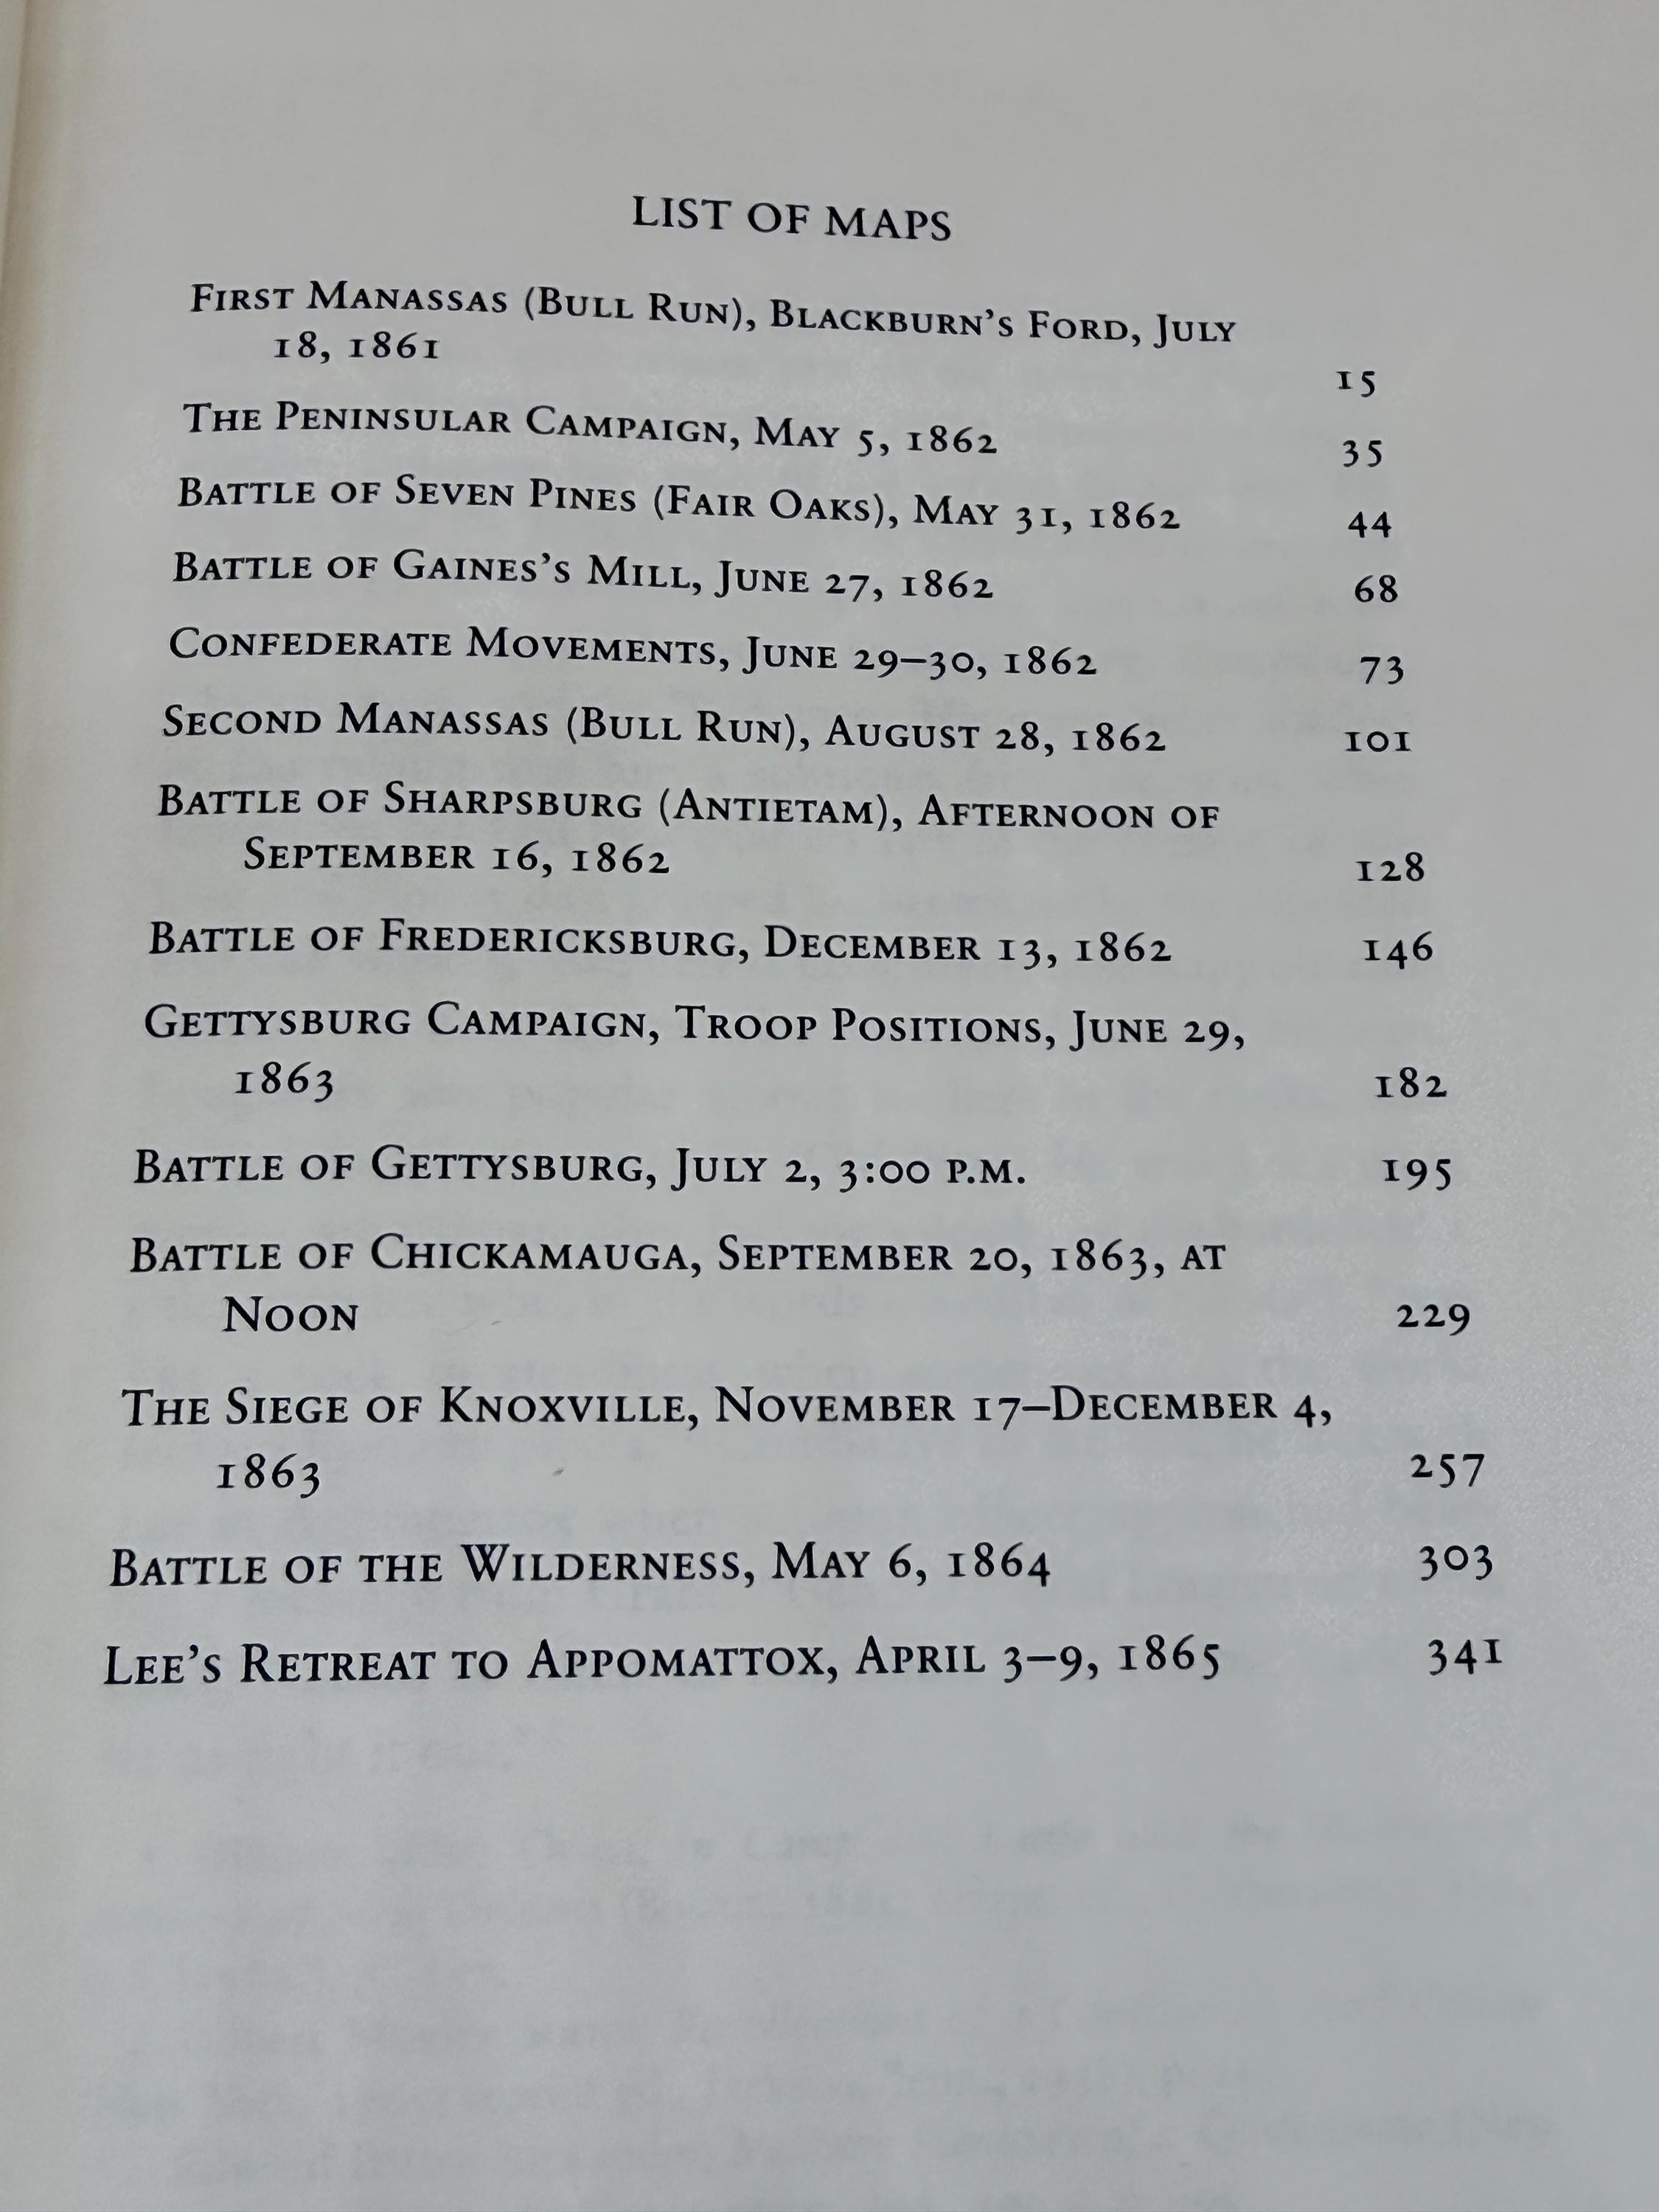 LIST OF MAPS
First Manassas (Bull Run), Blackburn's Ford, July
18, 1861 15
The Peninsular Campaign, May 5, 1862 35
Battle of Seven Pines (Fair Oaks), May 31, 1862 44
Battle of Gaines's Mill, June 27, 1862 68
Confederate Movements, June 29–30, 1862 73
Second Manassas (Bull Run), August 28, 1862 101
Battle of Sharpsburg (Antietam), Afternoon of
September 16, 1862 128
Battle of Fredericksburg, December 13, 1862 146
Gettysburg Campaign, Troop Positions, June 29,
1863 182
Battle of Gettysburg, July 2, 3:00 p.m. 195
Battle of Chickamauga, September 20, 1863, at
Noon 229
The Siege of Knoxville, November 17–December 4,
1863 257
Battle of the Wilderness, May 6, 1864 303
Lee's Retreat to Appomattox, April 3–9, 1865 341